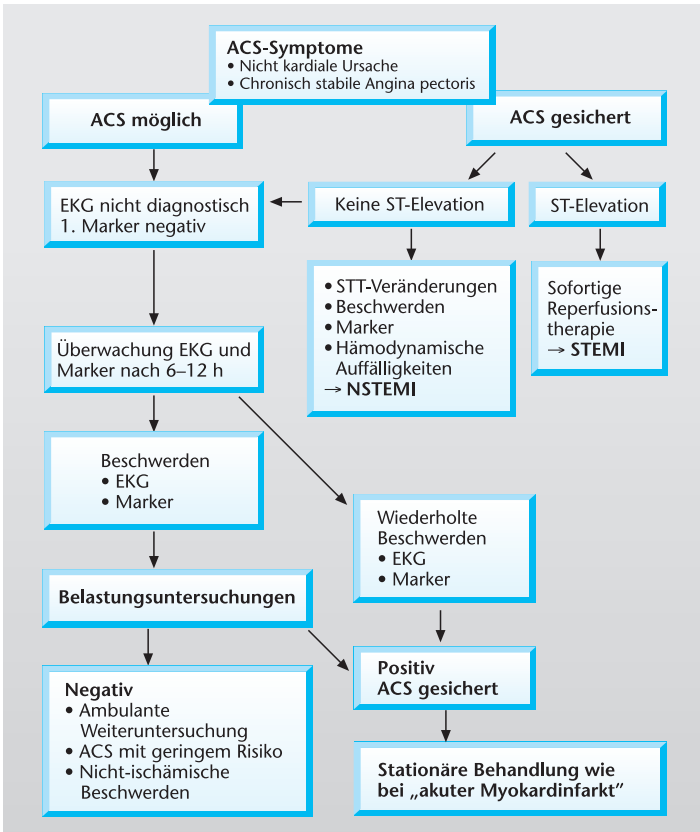 ACS-Symptome
• Nicht kardiale Ursache
• Chronisch stabile Angina pectoris
ACS möglich
ACS gesichert
EKG nicht diagnostisch
1. Marker negativ
Keine ST-Elevation
ST-Elevation
• STT-Veränderungen
• Beschwerden
• Marker
• Hämodynamische
Auffälligkeiten
→ NSTEMI
Sofortige
Reperfusions-
therapie
→ STEMI
Überwachung EKG und
Marker nach 6–12 h
Beschwerden
• EKG
• Marker
Wiederholte
Beschwerden
• EKG
• Marker
Belastungsuntersuchungen
Positiv
ACS gesichert
Negativ
• Ambulante
Weiteruntersuchung
• ACS mit geringem Risiko
• Nicht-ischämische
Beschwerden
Stationäre Behandlung wie
bei „akuter Myokardinfarkt”